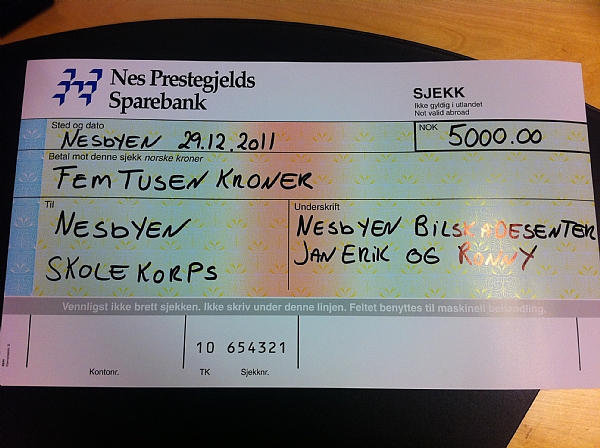 Nes Prestegjelds
Sparebank
SJEKK
Ikke gyldig i utlandet
Not valid abroad
Sted og dato
NESBYEN 29.12.2011
NOK 5000.00
Betal mot denne sjekk norske kroner
FEM TUSEN KRONER
Til
NESBYEN
SKOLE KORPS
Underskrift
NESBYEN BILSKADESENTER
JAN ERIK OG RONNY
Vennligst ikke brett sjekken. Ikke skriv under denne linjen. Feltet benyttes til maskinell behandling.
10 654321
Kontonr. TK Sjekknr.